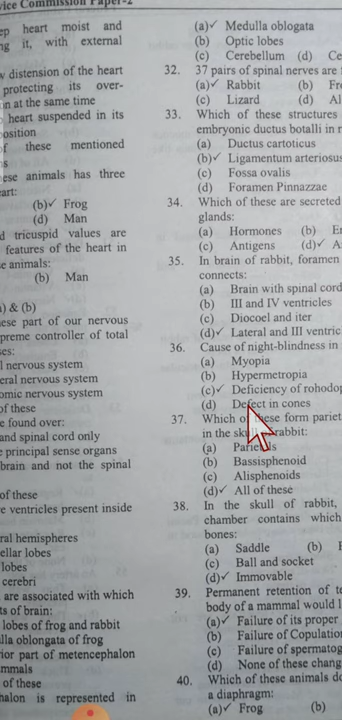 vice Commission Paper-2
heart moist and
it, with external
distension of the heart
protecting its over-
on at the same time
heart suspended in its
position
of these mentioned
ese animals has three
eart:
(b)✓ Frog
(d) Man
d tricuspid values are
features of the heart in
e animals:
(b) Man
) & (b)
ese part of our nervous
preme controller of total
ses:
l nervous system
eral nervous system
omic nervous system
of these
e found over:
and spinal cord only
e principal sense organs
brain and not the spinal
of these
e ventricles present inside
ral hemispheres
ellar lobes
lobes
cerebri
are associated with which
ts of brain:
lobes of frog and rabbit
lla oblongata of frog
rior part of metencephalon
mmals
of these
halon is represented in
(a)✓ Medulla oblogata
(b) Optic lobes
(c) Cerebellum (d) Ce
32. 37 pairs of spinal nerves are
(a)✓ Rabbit (b) Fr
(c) Lizard (d) Al
33. Which of these structures
embryonic ductus botalli in r
(a) Ductus cartoticus
(b)✓ Ligamentum arteriosu
(c) Fossa ovalis
(d) Foramen Pinnazzae
34. Which of these are secreted
glands:
(a) Hormones (b) E
(c) Antigens (d)✓ A
35. In brain of rabbit, foramen
connects:
(a) Brain with spinal cord
(b) III and IV ventricles
(c) Diocoel and iter
(d)✓ Lateral and III ventric
36. Cause of night-blindness in
(a) Myopia
(b) Hypermetropia
(c)✓ Deficiency of rohodo
(d) Defect in cones
37. Which of these form pariet
in the skull rabbit:
(a) Parietals
(b) Bassisphenoid
(c) Alisphenoids
(d)✓ All of these
38. In the skull of rabbit,
chamber contains which
bones:
(a) Saddle (b)
(c) Ball and socket
(d)✓ Immovable
39. Permanent retention of te
body of a mammal would l
(a)✓ Failure of its proper
(b) Failure of Copulatio
(c) Failure of spermatog
(d) None of these chang
40. Which of these animals do
a diaphragm:
(a)✓ Frog (b)